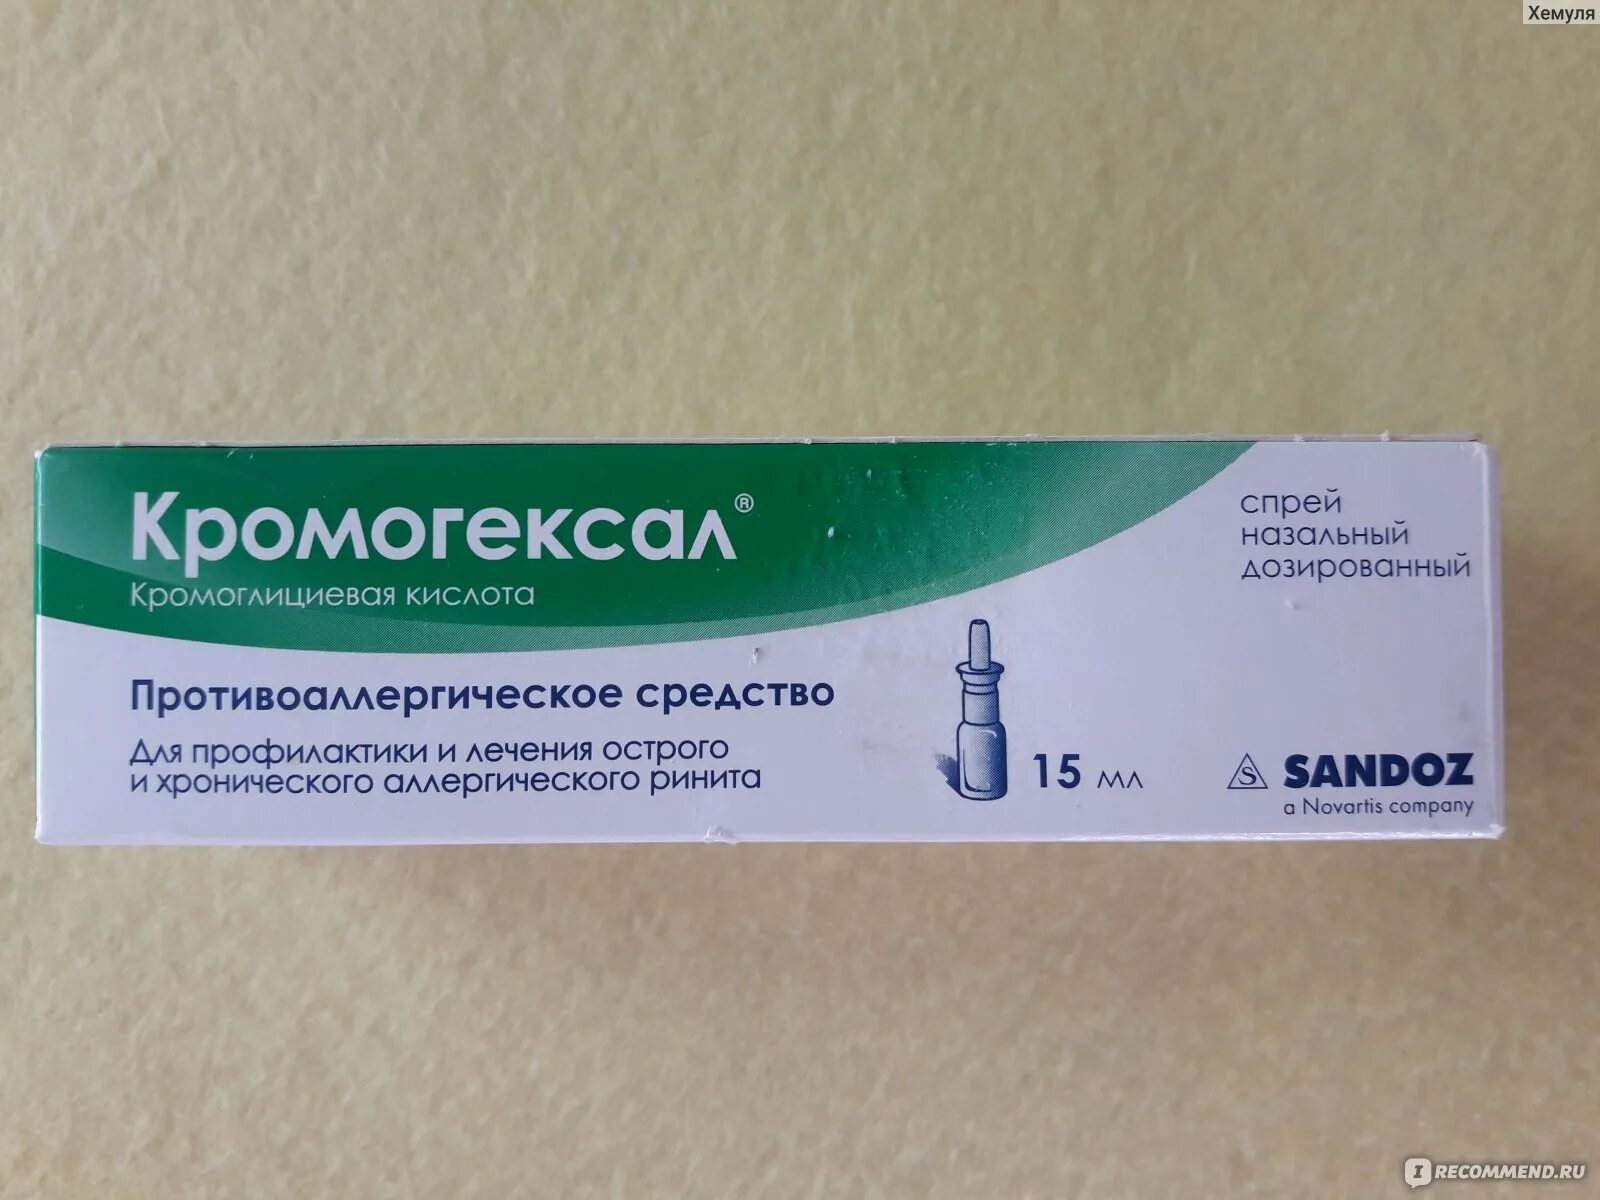 Хемуля
Кромогексал®
Кромоглициевая кислота
Противоаллергическое средство
Для профилактики и лечения острого
и хронического аллергического ринита
15 мл
спрей
назальный
дозированный
S SANDOZ
a Novartis company
IRECOMMEND.RU